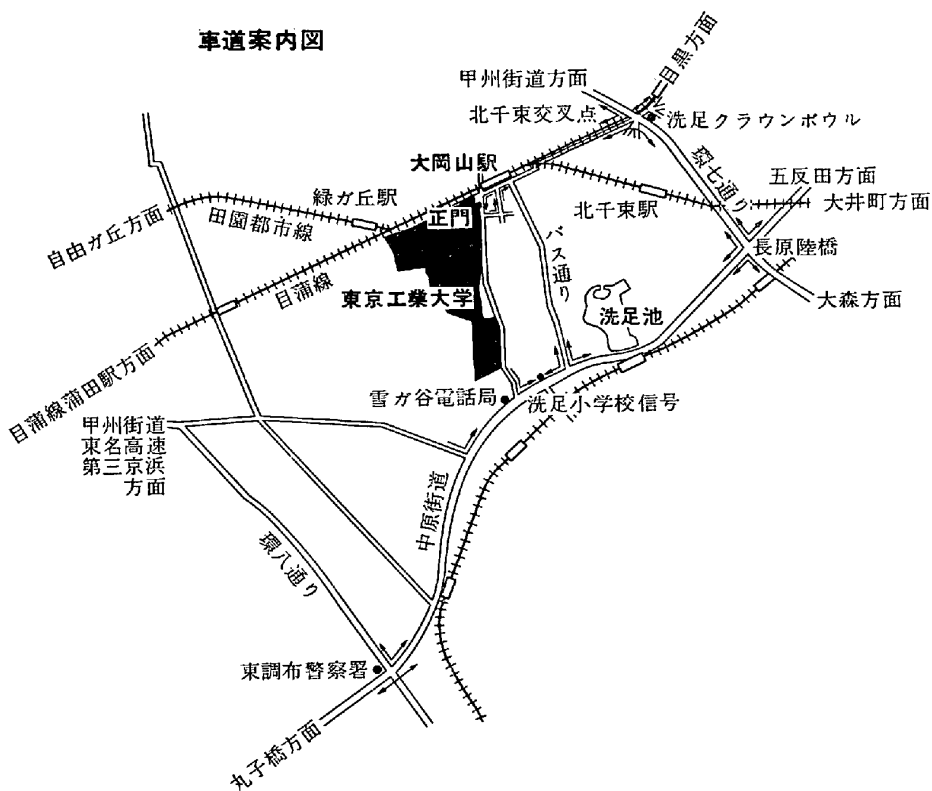 車道案内図
目黒方面
甲州街道方面
北千束交叉点
洗足クラウンボウル
大岡山駅
環七通り
五反田方面
緑ガ丘駅
北千束駅
大井町方面
正門
田園都市線
自由ガ丘方面
バス通り
長原陸橋
目蒲線
東京工業大学
洗足池
大森方面
目蒲線蒲田駅方面
雪ガ谷電話局
洗足小学校信号
甲州街道
東名高速
第三京浜
方面
中原街道
環八通り
東調布警察署
丸子橋方面